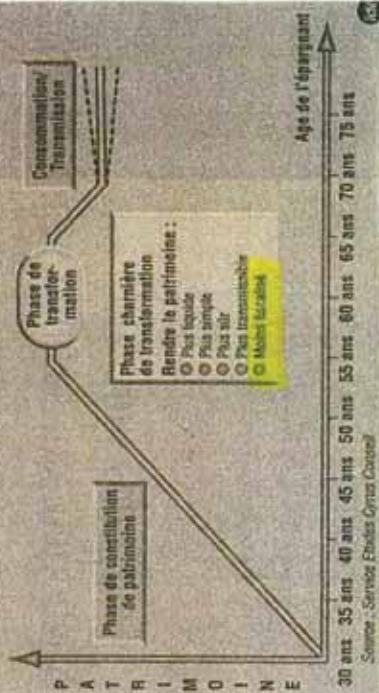 PATRIMOINE
Phase de constitution
de patrimoine
Phase de
transfor-
mation
Consommation/
Transmission
Phase charnière
de transformation
Rendre le patrimoine :
Plus liquide
Plus simple
Plus sûr
Plus transmissible
Moins fiscalisé
Age de l'épargnant
30 ans 35 ans 40 ans 45 ans 50 ans 55 ans 60 ans 65 ans 70 ans 75 ans
Source : Service Etudes Cyrus Conseil